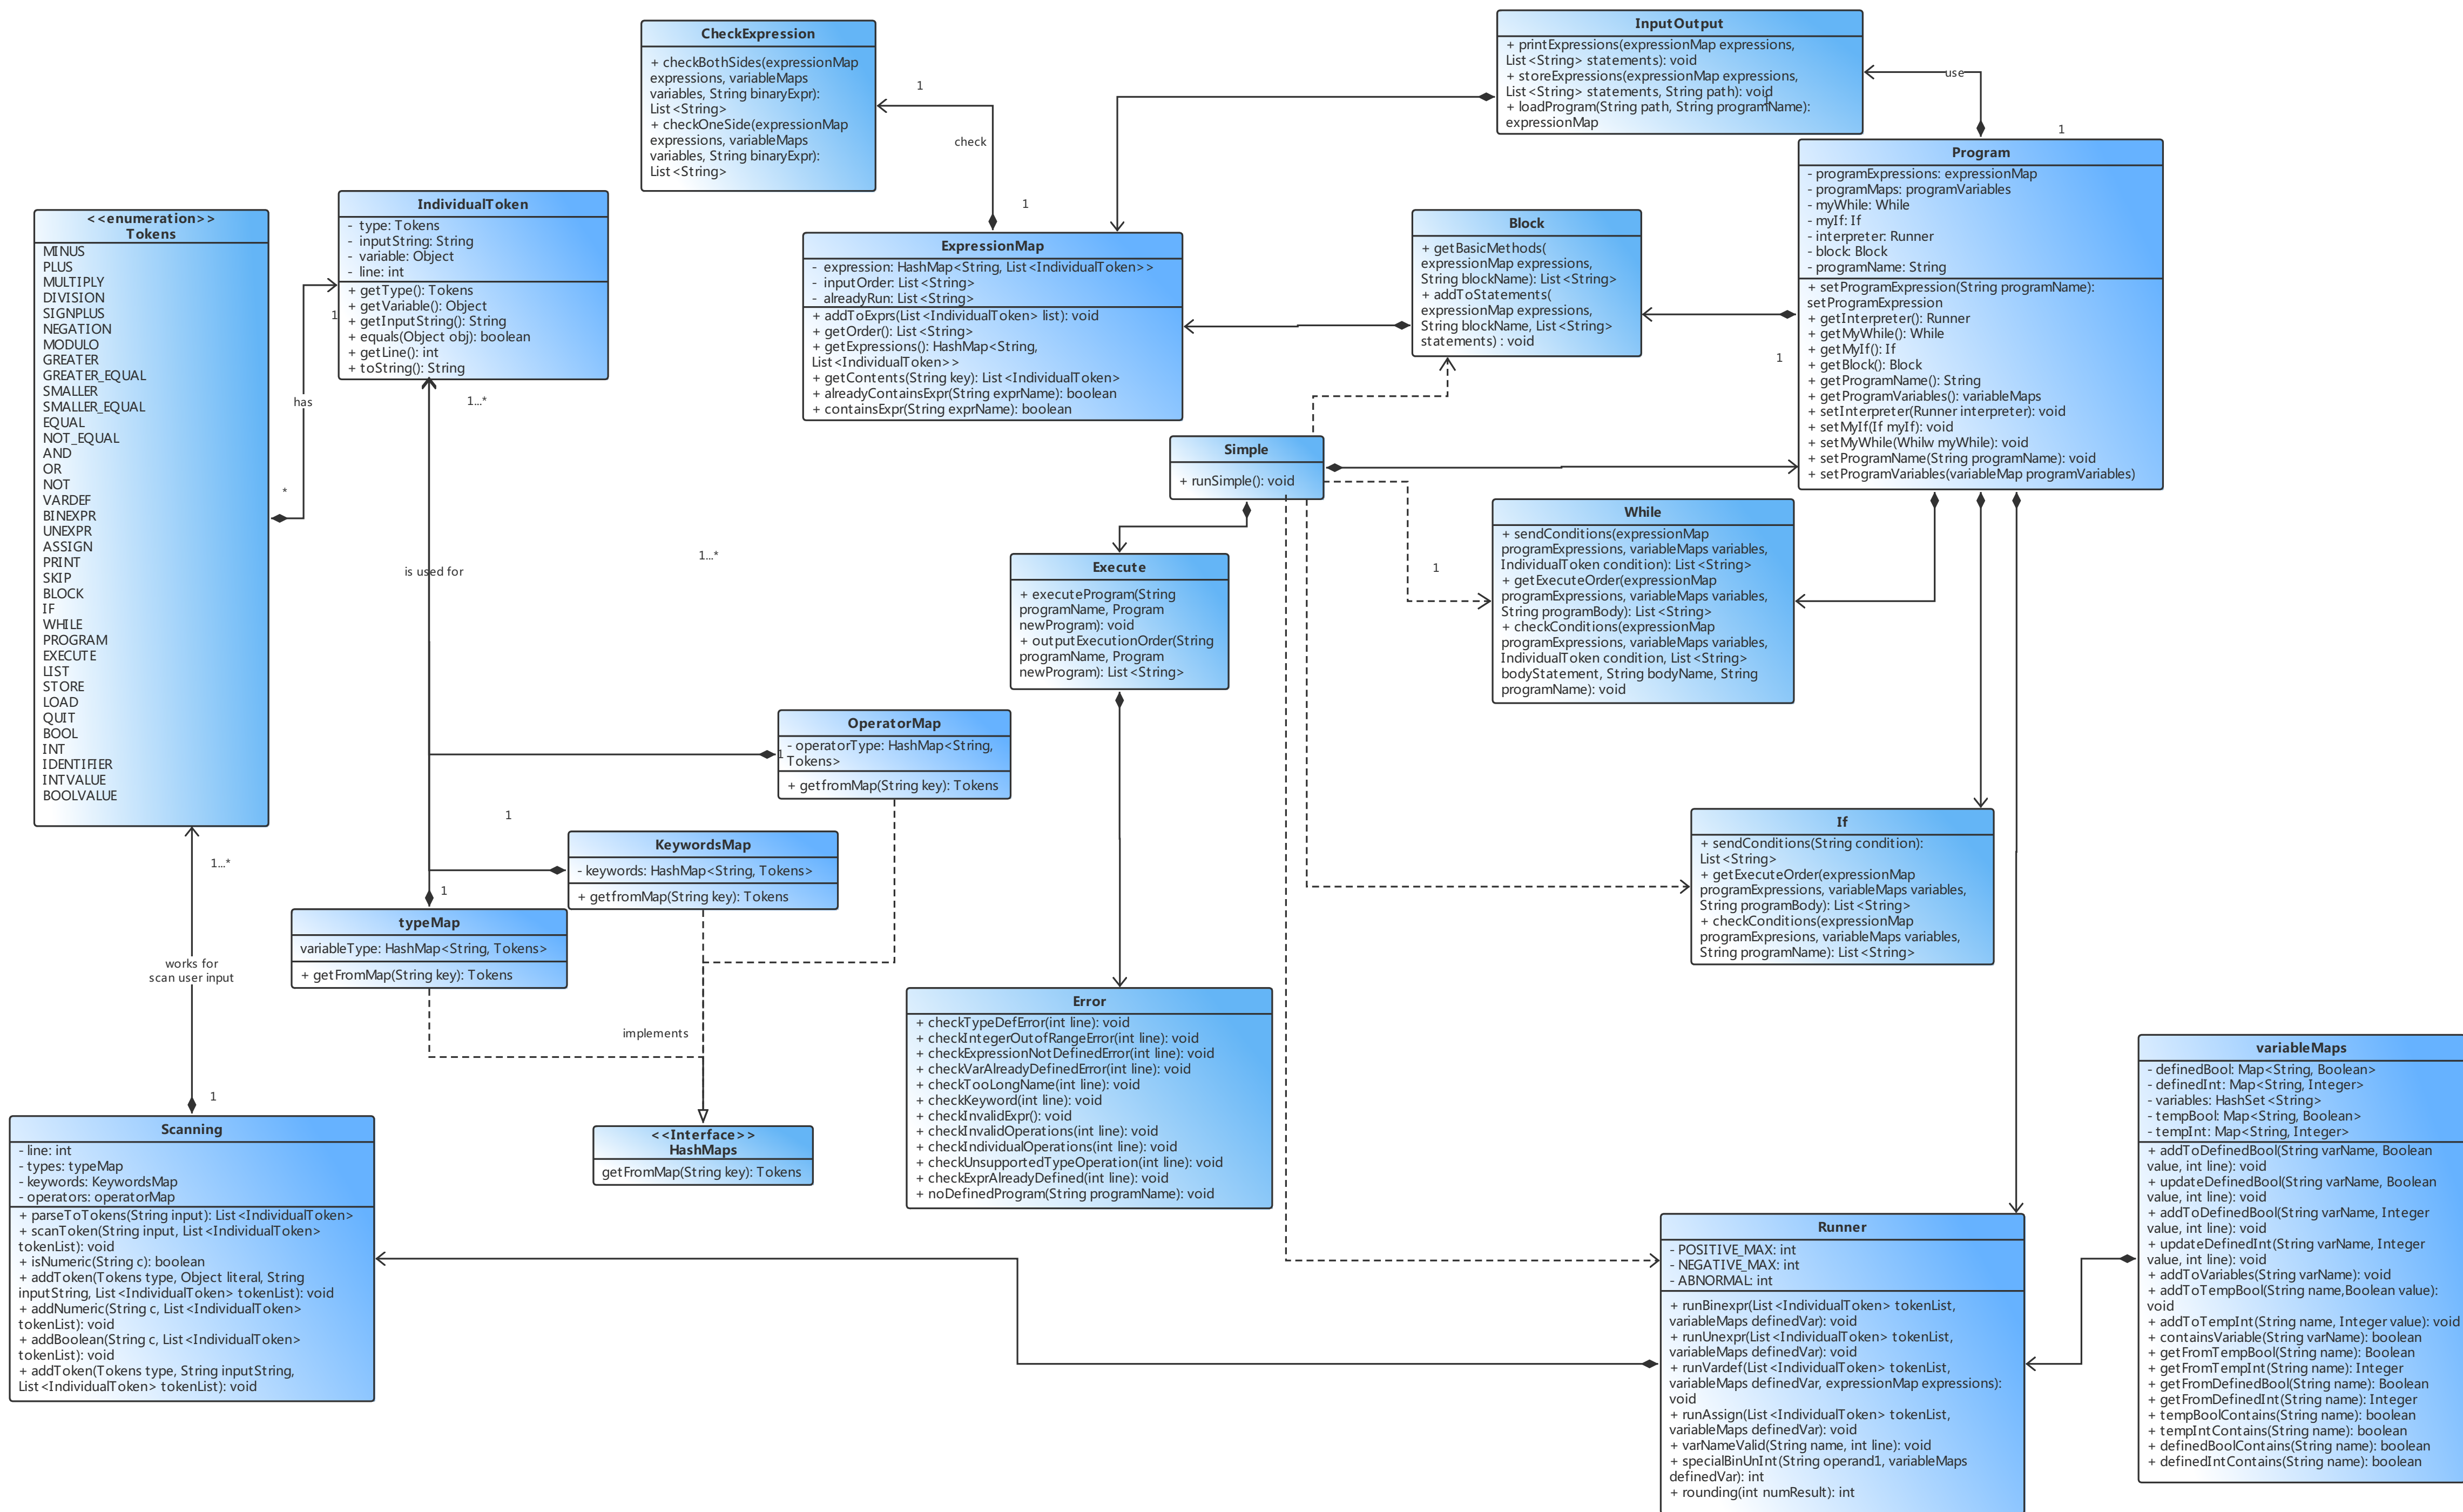 CheckExpression
+ checkBothSides(expressionMap
expressions, variableMaps
variables, String binaryExpr):
List<String>
+ checkOneSide(expressionMap
expressions, variableMaps
variables, String binaryExpr):
List<String>
1
check
1
InputOutput
+ printExpressions(expressionMap expressions,
List<String> statements): void
+ storeExpressions(expressionMap expressions,
List<String> statements, String path): void
+ loadProgram(String path, String programName):
expressionMap
use
1
Program
- programExpressions: expressionMap
- programMaps: programVariables
- myWhile: While
- myIf: If
- interpreter: Runner
- block: Block
- programName: String
+ setProgramExpression(String programName):
setProgramExpression
+ getInterpreter(): Runner
+ getMyWhile(): While
+ getMyIf(): If
+ getBlock(): Block
+ getProgramName(): String
+ getProgramVariables(): variableMaps
+ setInterpreter(Runner interpreter): void
+ setMyIf(If myIf): void
+ setMyWhile(Whilw myWhile): void
+ setProgramName(String programName): void
+ setProgramVariables(variableMap programVariables)
1
<<enumeration>>
Tokens
MINUS
PLUS
MULTIPLY
DIVISION
SIGNPLUS
NEGATION
MODULO
GREATER
GREATER_EQUAL
SMALLER
SMALLER_EQUAL
EQUAL
NOT_EQUAL
AND
OR
NOT
VARDEF
BINEXPR
UNEXPR
ASSIGN
PRINT
SKIP
BLOCK
IF
WHILE
PROGRAM
EXECUTE
LIST
STORE
LOAD
QUIT
BOOL
INT
IDENTIFIER
INTVALUE
BOOLVALUE
has
*
1
IndividualToken
- type: Tokens
- inputString: String
- variable: Object
- line: int
+ getType(): Tokens
+ getVariable(): Object
+ getInputString(): String
+ equals(Object obj): boolean
+ getLine(): int
+ toString(): String
1...*
is used for
1...*
ExpressionMap
- expression: HashMap<String, List<IndividualToken>>
- inputOrder: List<String>
- alreadyRun: List<String>
+ addToExprs(List<IndividualToken> list): void
+ getOrder(): List<String>
+ getExpressions(): HashMap<String,
List<IndividualToken>>
+ getContents(String key): List<IndividualToken>
+ alreadyContainsExpr(String exprName): boolean
+ containsExpr(String exprName): boolean
Block
+ getBasicMethods(
expressionMap expressions,
String blockName): List<String>
+ addToStatements(
expressionMap expressions,
String blockName, List<String>
statements) : void
Simple
+ runSimple(): void
1
While
+ sendConditions(expressionMap
programExpressions, variableMaps variables,
IndividualToken condition): List<String>
+ getExecuteOrder(expressionMap
programExpressions, variableMaps variables,
String programBody): List<String>
+ checkConditions(expressionMap
programExpressions, variableMaps variables,
IndividualToken condition, List<String>
bodyStatement, String bodyName, String
programName): void
Execute
+ executeProgram(String
programName, Program
newProgram): void
+ outputExecutionOrder(String
programName, Program
newProgram): List<String>
OperatorMap
- operatorType: HashMap<String,
Tokens>
+ getfromMap(String key): Tokens
1
1
KeywordsMap
- keywords: HashMap<String, Tokens>
+ getfromMap(String key): Tokens
1
typeMap
variableType: HashMap<String, Tokens>
+ getFromMap(String key): Tokens
implements
<<Interface>>
HashMaps
getFromMap(String key): Tokens
If
+ sendConditions(String condition):
List<String>
+ getExecuteOrder(expressionMap
programExpressions, variableMaps variables,
String programBody): List<String>
+ checkConditions(expressionMap
programExpresions, variableMaps variables,
String programName): List<String>
1...*
works for
scan user input
1
Scanning
- line: int
- types: typeMap
- keywords: KeywordsMap
- operators: operatorMap
+ parseToTokens(String input): List<IndividualToken>
+ scanToken(String input, List<IndividualToken>
tokenList): void
+ isNumeric(String c): boolean
+ addToken(Tokens type, Object literal, String
inputString, List<IndividualToken> tokenList): void
+ addNumeric(String c, List<IndividualToken>
tokenList): void
+ addBoolean(String c, List<IndividualToken>
tokenList): void
+ addToken(Tokens type, String inputString,
List<IndividualToken> tokenList): void
Error
+ checkTypeDefError(int line): void
+ checkIntegerOutofRangeError(int line): void
+ checkExpressionNotDefinedError(int line): void
+ checkVarAlreadyDefinedError(int line): void
+ checkTooLongName(int line): void
+ checkKeyword(int line): void
+ checkInvalidExpr(): void
+ checkInvalidOperations(int line): void
+ checkIndividualOperations(int line): void
+ checkUnsupportedTypeOperation(int line): void
+ checkExprAlreadyDefined(int line): void
+ noDefinedProgram(String programName): void
Runner
- POSITIVE_MAX: int
- NEGATIVE_MAX: int
- ABNORMAL: int
+ runBinexpr(List<IndividualToken> tokenList,
variableMaps definedVar): void
+ runUnexpr(List<IndividualToken> tokenList,
variableMaps definedVar): void
+ runVardef(List<IndividualToken> tokenList,
variableMaps definedVar, expressionMap expressions):
void
+ runAssign(List<IndividualToken> tokenList,
variableMaps definedVar): void
+ varNameValid(String name, int line): void
+ specialBinUnInt(String operand1, variableMaps
definedVar): int
+ rounding(int numResult): int
variableMaps
- definedBool: Map<String, Boolean>
- definedInt: Map<String, Integer>
- variables: HashSet<String>
- tempBool: Map<String, Boolean>
- tempInt: Map<String, Integer>
+ addToDefinedBool(String varName, Boolean
value, int line): void
+ updateDefinedBool(String varName, Boolean
value, int line): void
+ addToDefinedBool(String varName, Integer
value, int line): void
+ updateDefinedInt(String varName, Integer
value, int line): void
+ addToVariables(String varName): void
+ addToTempBool(String name,Boolean value):
void
+ addToTempInt(String name, Integer value): void
+ containsVariable(String varName): boolean
+ getFromTempBool(String name): Boolean
+ getFromTempInt(String name): Integer
+ getFromDefinedBool(String name): Boolean
+ getFromDefinedInt(String name): Integer
+ tempBoolContains(String name): boolean
+ tempIntContains(String name): boolean
+ definedBoolContains(String name): boolean
+ definedIntContains(String name): boolean